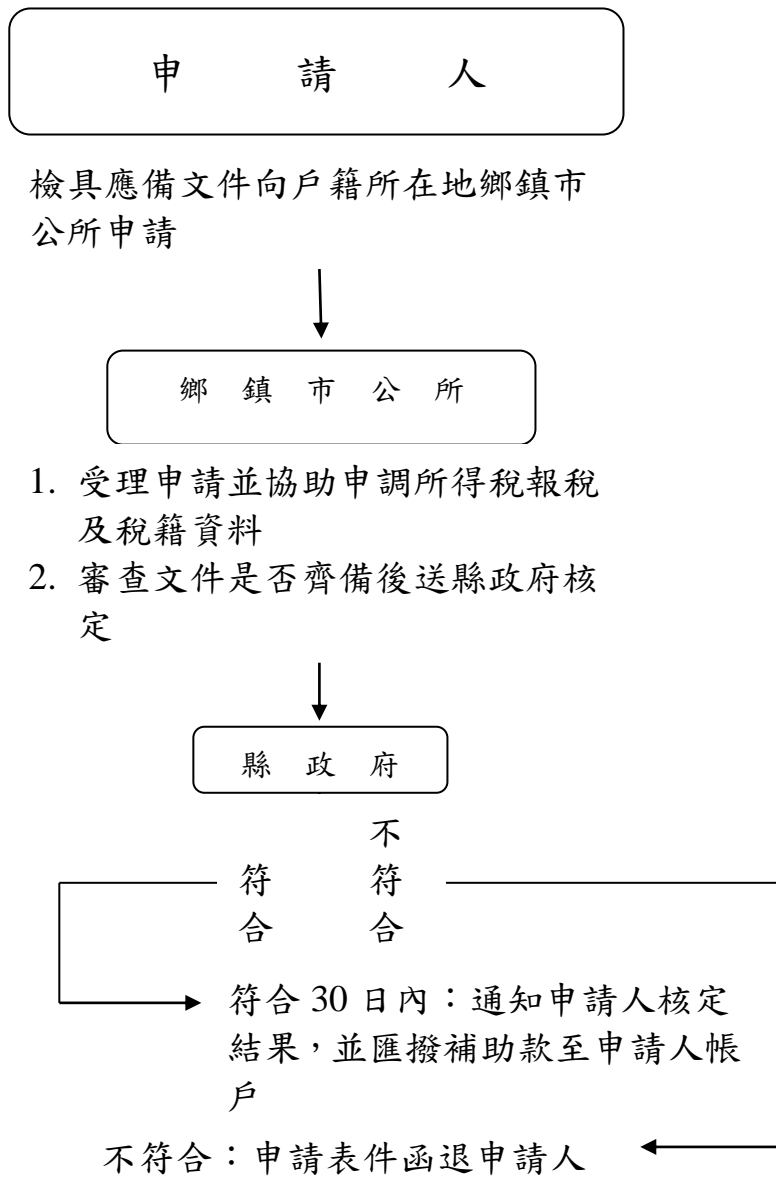 申請人
檢具應備文件向戶籍所在地鄉鎮市
公所申請
鄉鎮市公所
1. 受理申請並協助申調所得稅報稅
及稅籍資料
2. 審查文件是否齊備後送縣政府核
定
縣政府
符合
不符合
符合 30 日內：通知申請人核定
結果，並匯撥補助款至申請人帳
戶
不符合：申請表件函退申請人